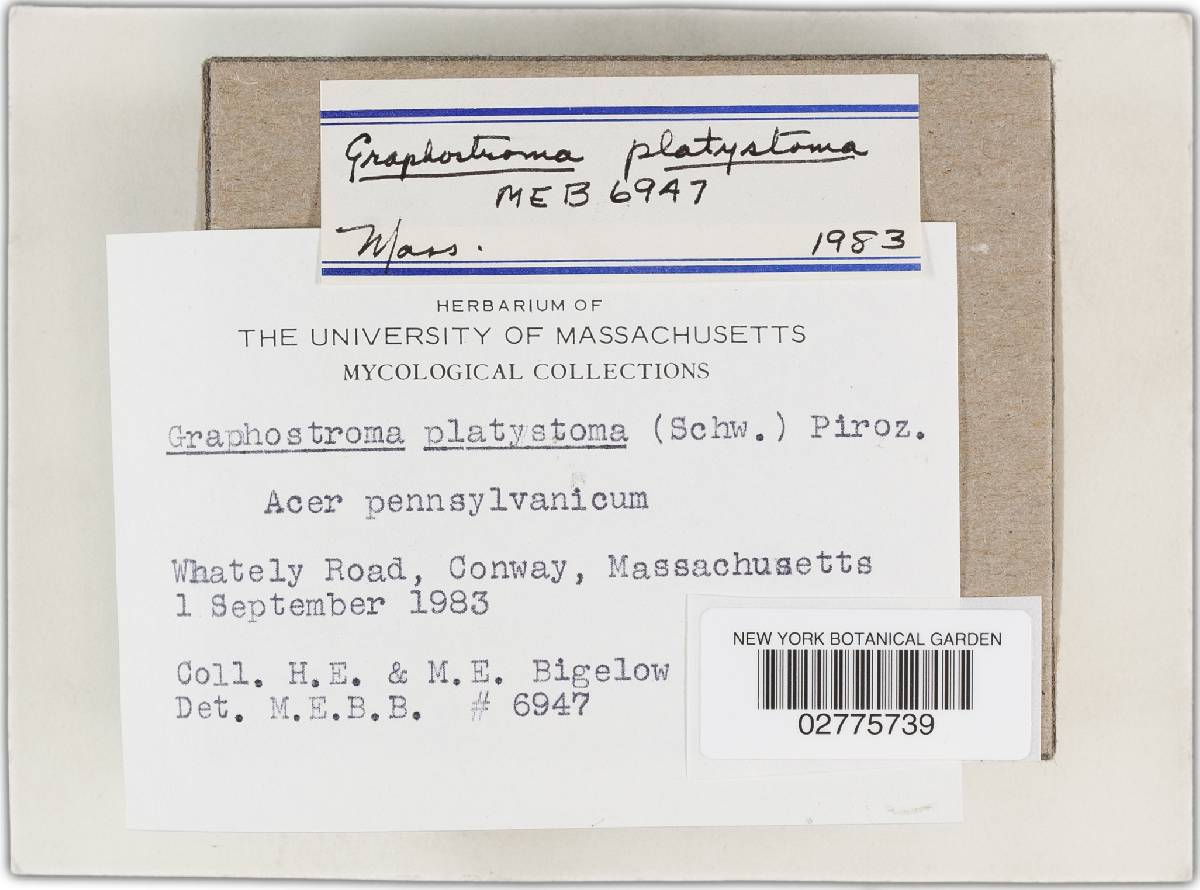 Graphostroma platystoma
MEB 6947
Mass. 1983
HERBARIUM OF
THE UNIVERSITY OF MASSACHUSETTS
MYCOLOGICAL COLLECTIONS
Graphostroma platystoma (Schw.) Piroz.
Acer pennsylvanicum
Whately Road, Conway, Massachusetts
1 September 1983
Coll. H.E. & M.E. Bigelow
Det. M.E.B.B. # 6947
NEW YORK BOTANICAL GARDEN
02775739